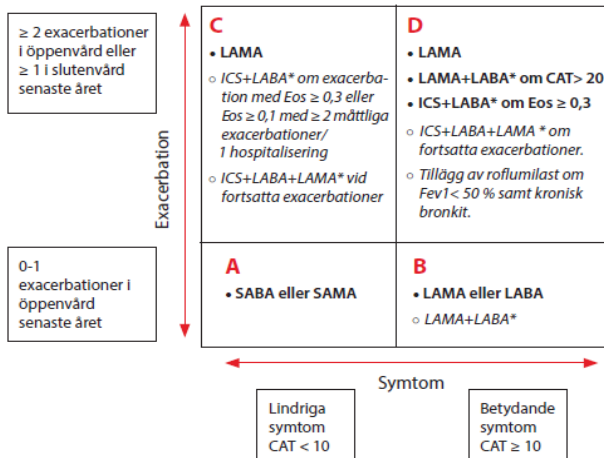 ≥ 2 exacerbationer
i öppenvård eller
≥ 1 i slutenvård
senaste året
Exacerbation
C
• LAMA
○ ICS+LABA* om exacerba-
tion med Eos ≥ 0,3 eller
Eos ≥ 0,1 med ≥ 2 måttliga
exacerbationer/
1 hospitalisering
○ ICS+LABA+LAMA* vid
fortsatta exacerbationer
D
• LAMA
• LAMA+LABA* om CAT> 20
• ICS+LABA* om Eos ≥ 0,3
○ ICS+LABA+LAMA * om
fortsatta exacerbationer.
○ Tillägg av roflumilast om
Fev1< 50 % samt kronisk
bronkit.
0-1
exacerbationer i
öppenvård
senaste året
A
• SABA eller SAMA
B
• LAMA eller LABA
○ LAMA+LABA*
Symtom
Lindriga
symtom
CAT < 10
Betydande
symtom
CAT ≥ 10